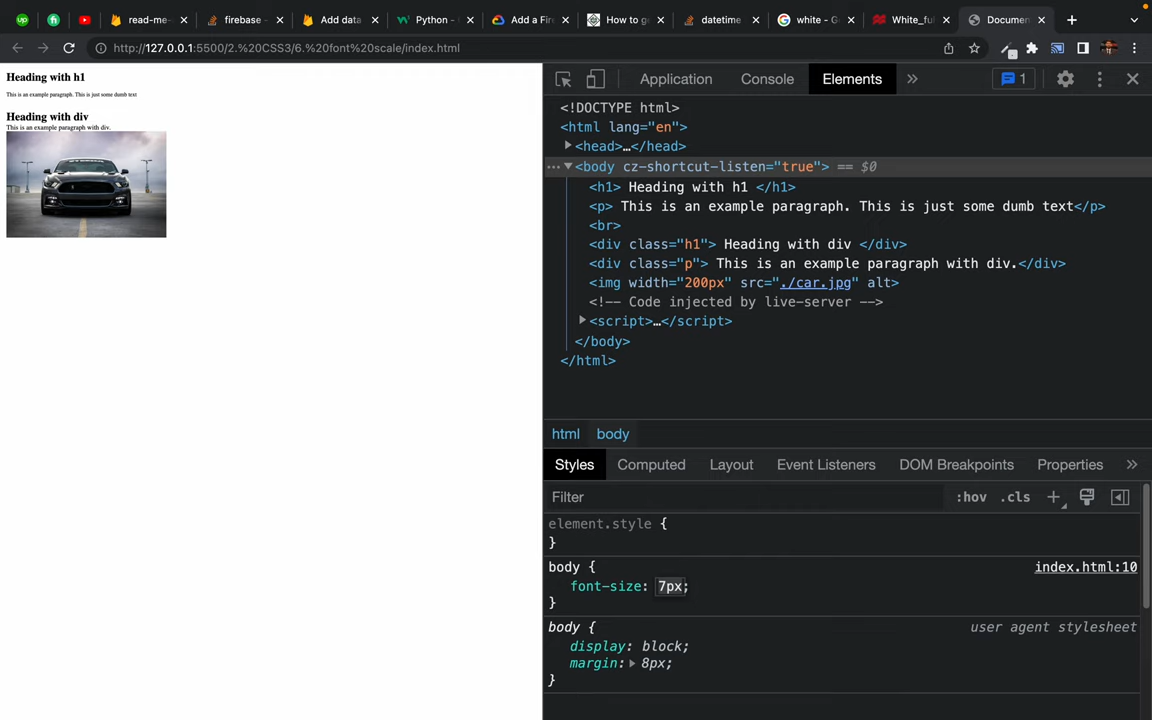 read-me-
firebase -
Add data
Python -
Add a Fir
How to g
datetime
white - G
White_ful
Documen
http://127.0.0.1:5500/2.%20CSS3/6.%20font%20scale/index.html
Heading with h1
This is an example paragraph. This is just some dumb text
Heading with div
This is an example paragraph with div.
Application Console Elements » 1
<!DOCTYPE html>
<html lang="en">
<head>…</head>
<body cz-shortcut-listen="true"> == $0
<h1> Heading with h1 </h1>
<p> This is an example paragraph. This is just some dumb text</p>
<br>
<div class="h1"> Heading with div </div>
<div class="p"> This is an example paragraph with div.</div>
<img width="200px" src="./car.jpg" alt>
<!-- Code injected by live-server -->
<script>…</script>
</body>
</html>
html body
Styles Computed Layout Event Listeners DOM Breakpoints Properties »
Filter :hov .cls +
element.style {
}
body { index.html:10
font-size: 7px;
}
body { user agent stylesheet
display: block;
margin: 8px;
}